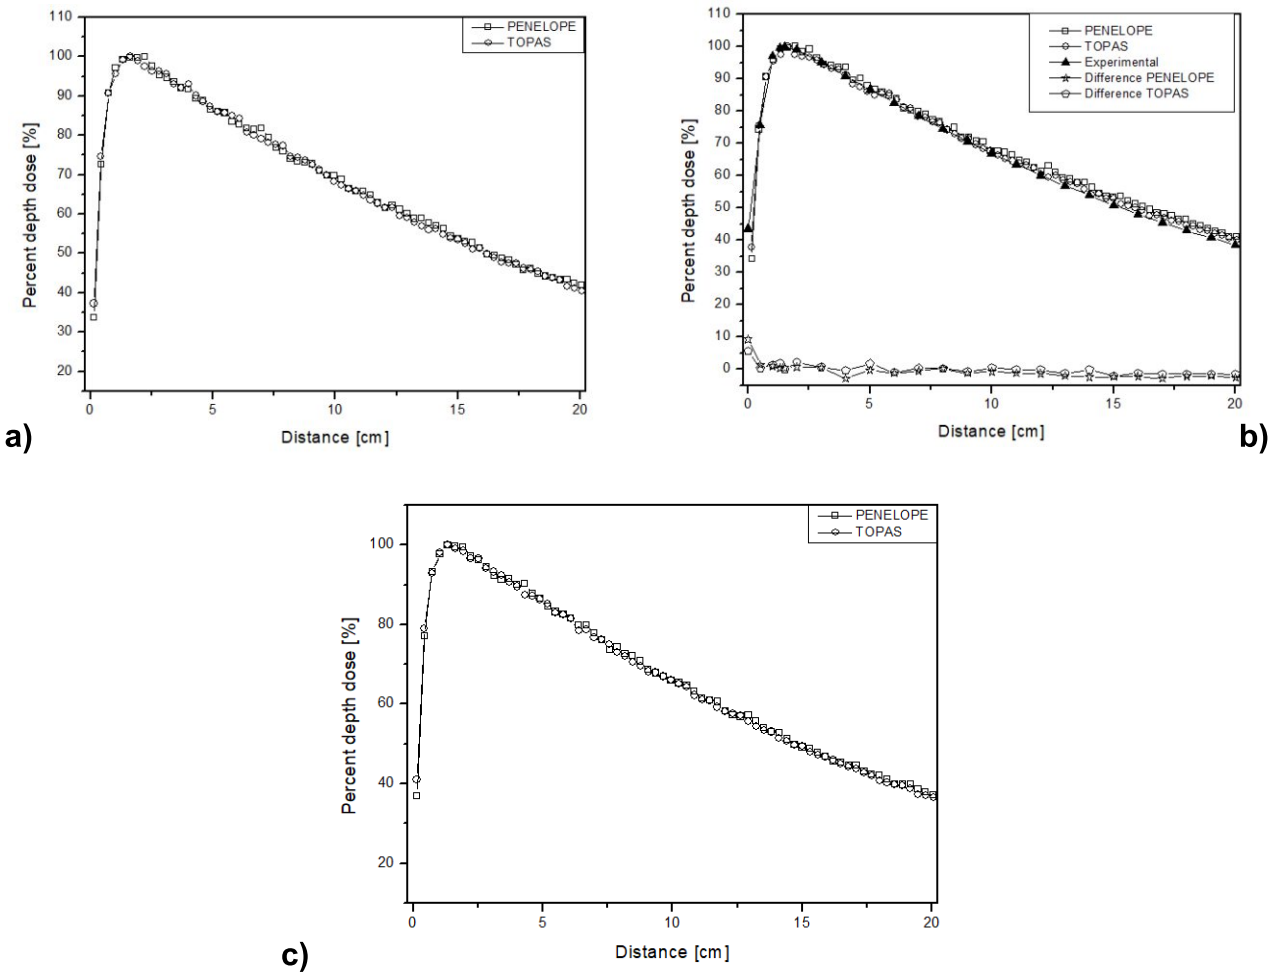 110
100
90
80
70
60
50
40
30
20
Percent depth dose [%]
PENELOPE
TOPAS
0
5
10
15
20
Distance [cm]
a)
110
100
90
80
70
60
50
40
30
20
10
0
Percent depth dose [%]
PENELOPE
TOPAS
Experimental
Difference PENELOPE
Difference TOPAS
0
5
10
15
20
Distance [cm]
b)
100
80
60
40
20
Percent depth dose [%]
PENELOPE
TOPAS
0
5
10
15
20
Distance [cm]
c)